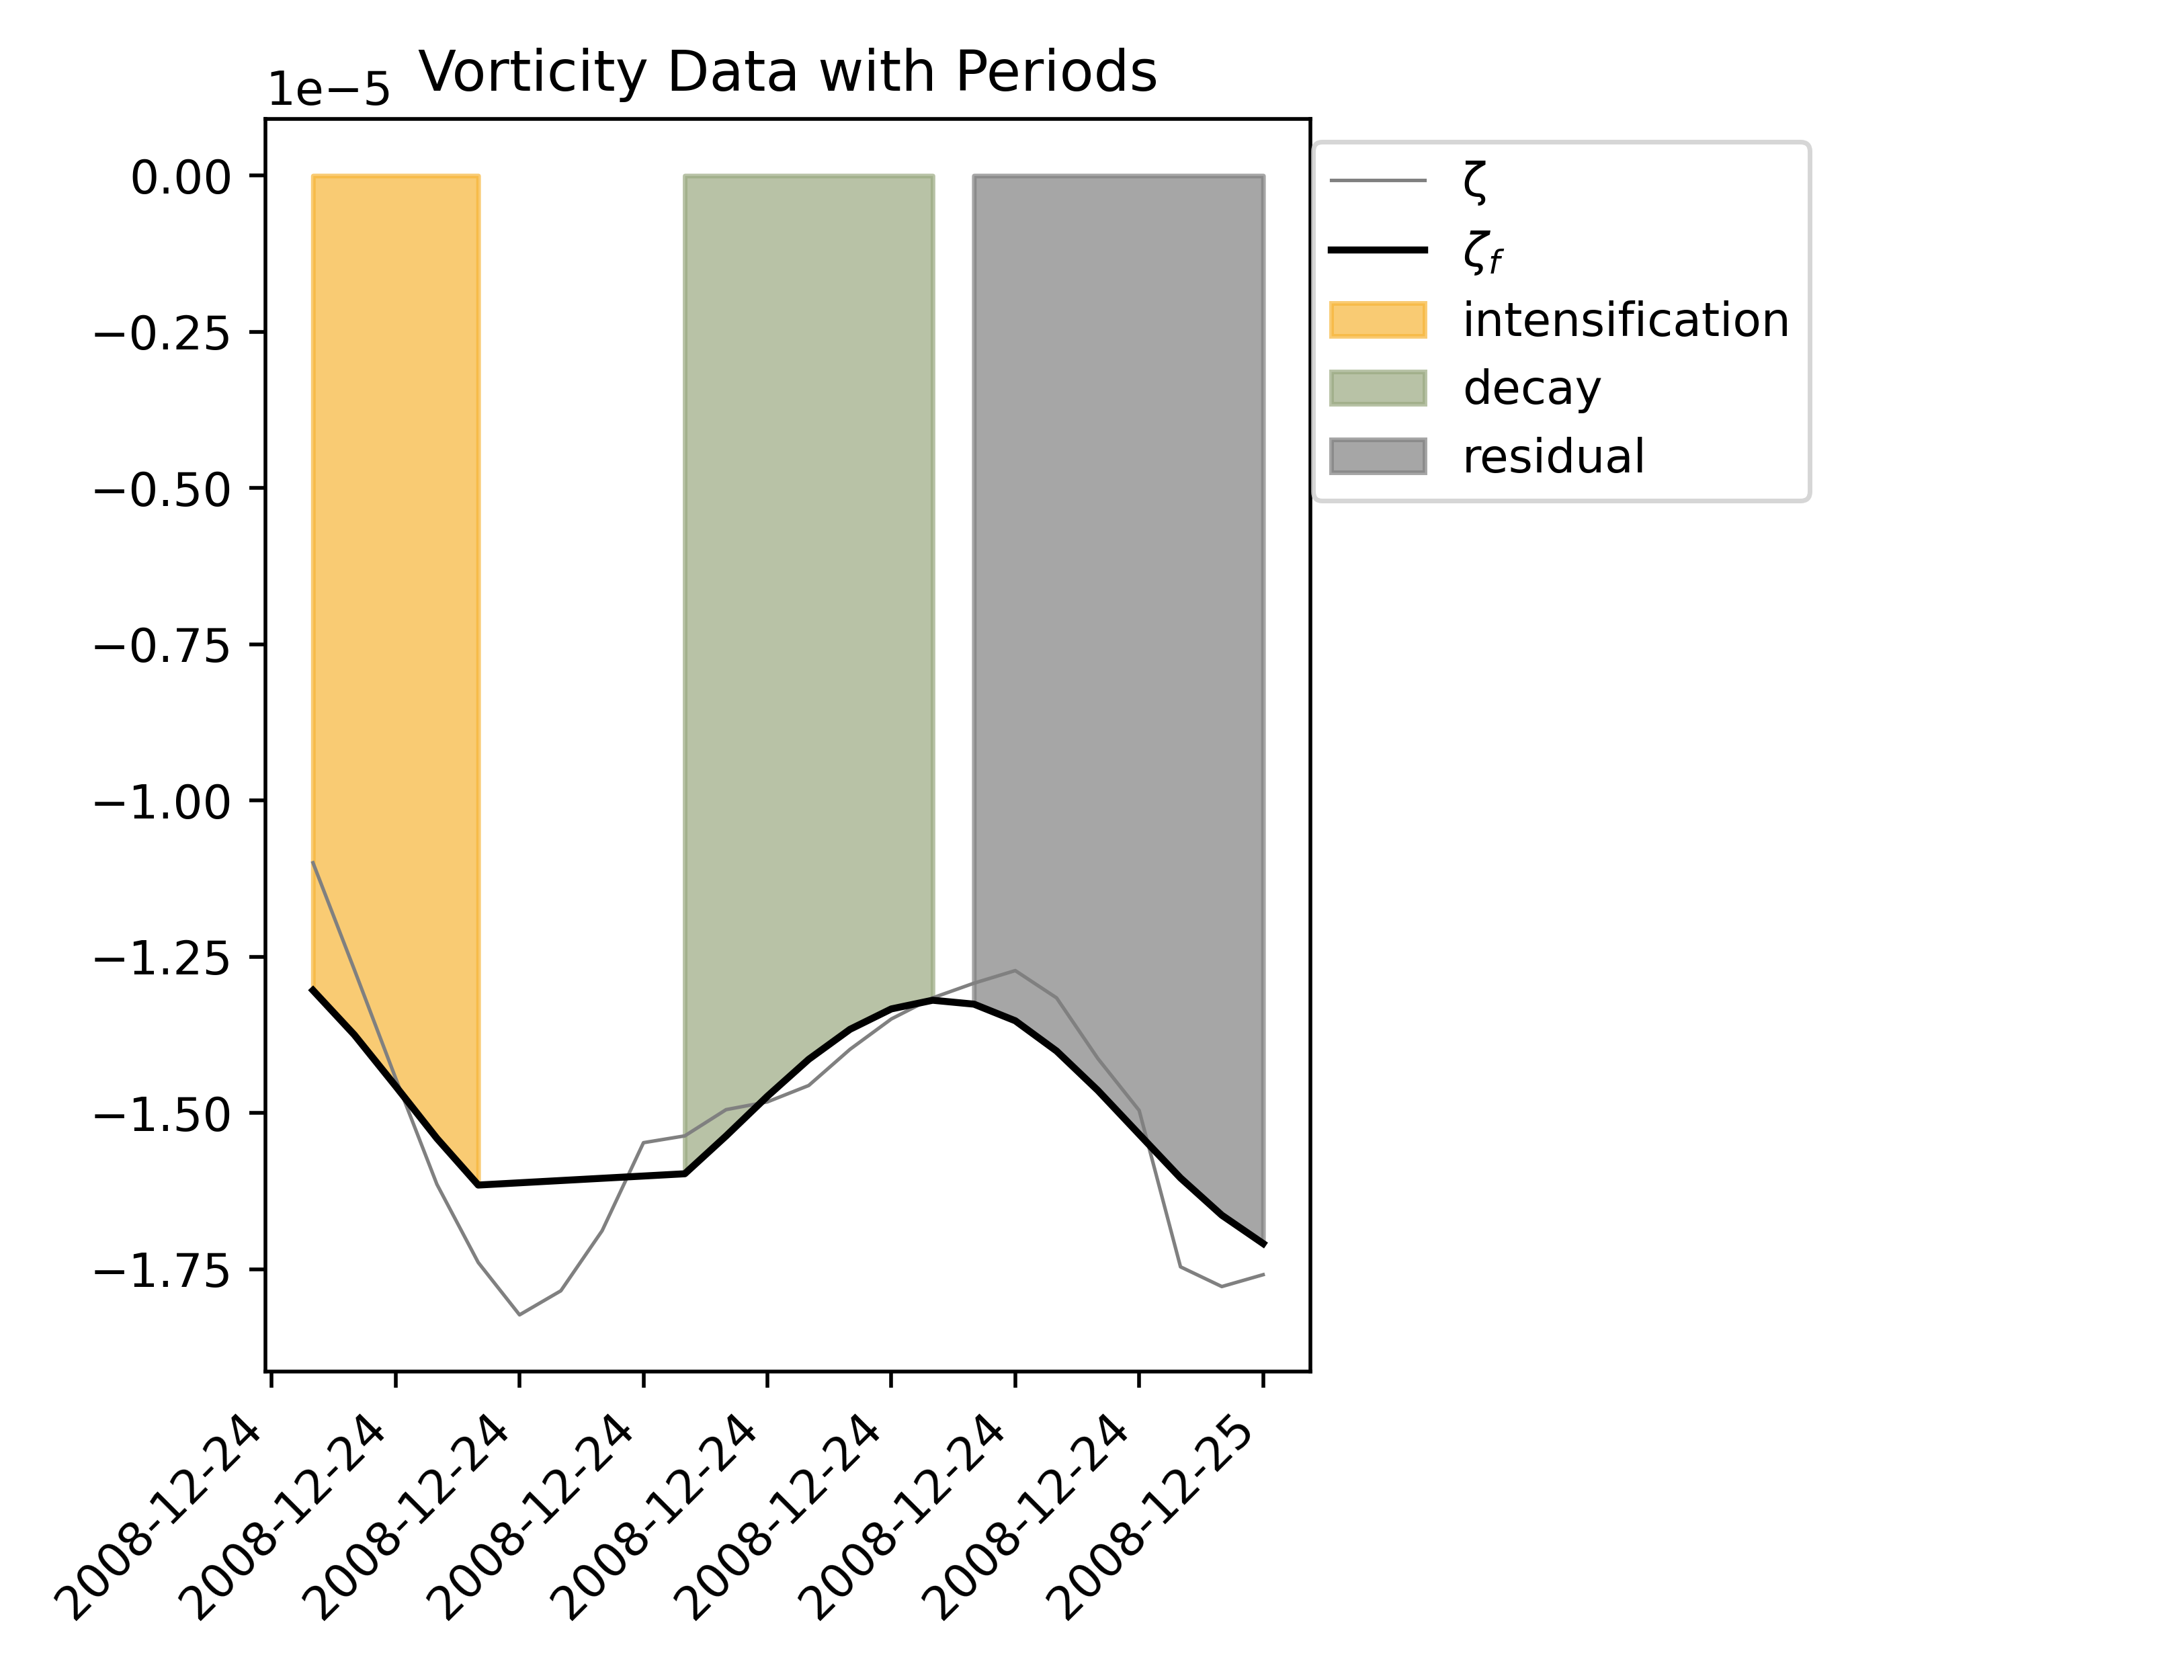 Vorticity Data with Periods
1e−5
0.00
−0.25
−0.50
−0.75
−1.00
−1.25
−1.50
−1.75
2008-12-24
2008-12-24
2008-12-24
2008-12-24
2008-12-24
2008-12-24
2008-12-24
2008-12-24
2008-12-25
ζ
ζf
intensification
decay
residual